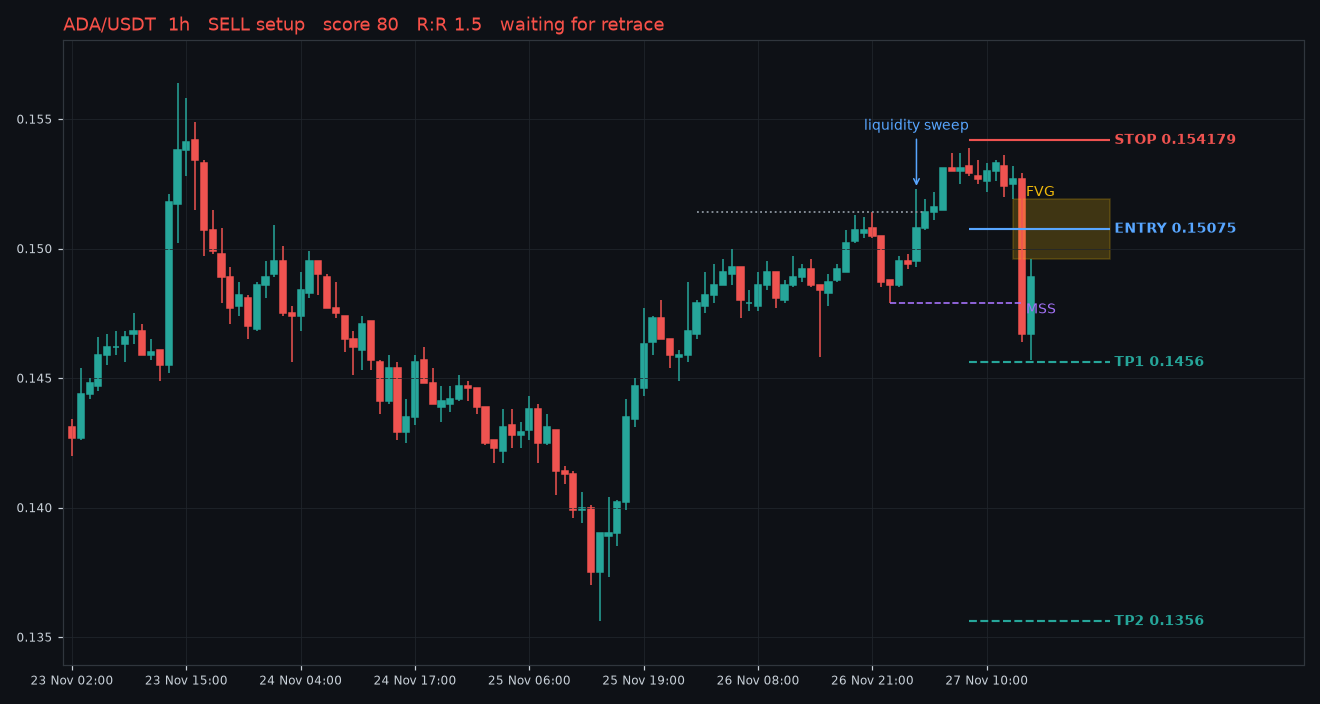 ADA/USDT 1h SELL setup score 80 R:R 1.5 waiting for retrace
0.155
0.150
0.145
0.140
0.135
liquidity sweep
STOP 0.154179
FVG
ENTRY 0.15075
MSS
TP1 0.1456
TP2 0.1356
23 Nov 02:00
23 Nov 15:00
24 Nov 04:00
24 Nov 17:00
25 Nov 06:00
25 Nov 19:00
26 Nov 08:00
26 Nov 21:00
27 Nov 10:00